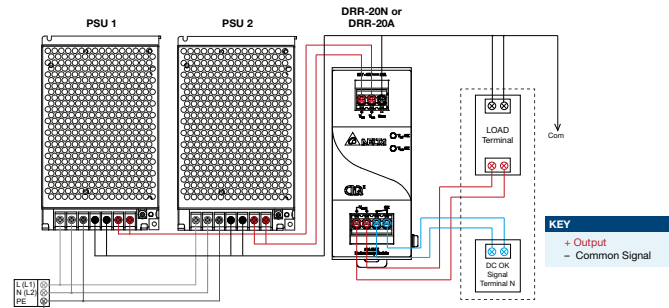 PSU 1
PSU 2
DRR-20N or
DRR-20A
LOAD
Terminal
Com
KEY
+ Output
– Common Signal
DC OK
Signal
Terminal N
L (L1)
N (L2)
PE